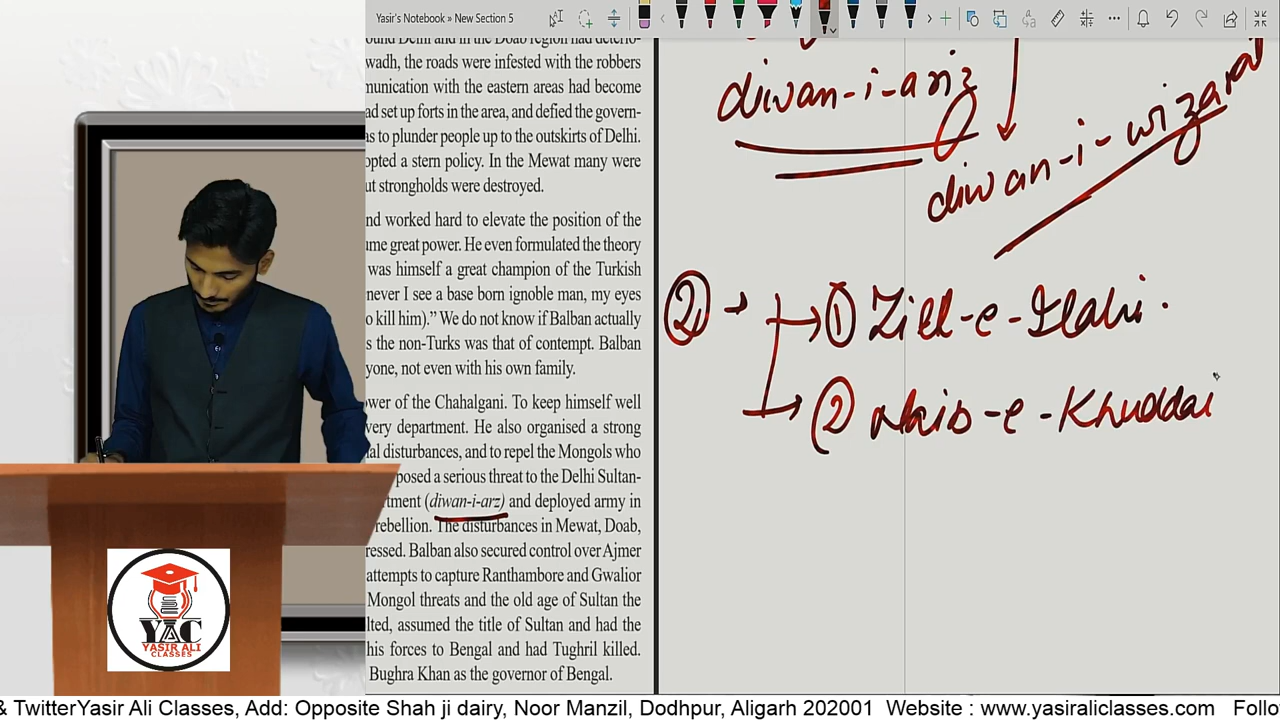 Yasir's Notebook » New Section 5
ound Delhi and in the Doab region had deterio-
wadh, the roads were infested with the robbers
munication with the eastern areas had become
ad set up forts in the area, and defied the govern-
as to plunder people up to the outskirts of Delhi.
opted a stern policy. In the Mewat many were
ut strongholds were destroyed.
nd worked hard to elevate the position of the
ume great power. He even formulated the theory
was himself a great champion of the Turkish
never I see a base born ignoble man, my eyes
o kill him).” We do not know if Balban actually
s the non-Turks was that of contempt. Balban
yone, not even with his own family.
ower of the Chahalgani. To keep himself well
very department. He also organised a strong
al disturbances, and to repel the Mongols who
posed a serious threat to the Delhi Sultan-
tment (diwan-i-arz) and deployed army in
rebellion. The disturbances in Mewat, Doab,
ressed. Balban also secured control over Ajmer
attempts to capture Ranthambore and Gwalior
Mongol threats and the old age of Sultan the
lted, assumed the title of Sultan and had the
his forces to Bengal and had Tughril killed.
Bughra Khan as the governor of Bengal.
diwan-i-ariz
diwan-i-wizarat
② → ① Zill-e-Ilahi.
② Naib-e-Khuddai
YAC
YASIR ALI
CLASSES
& TwitterYasir Ali Classes, Add: Opposite Shah ji dairy, Noor Manzil, Dodhpur, Aligarh 202001 Website : www.yasiraliclasses.com Follo